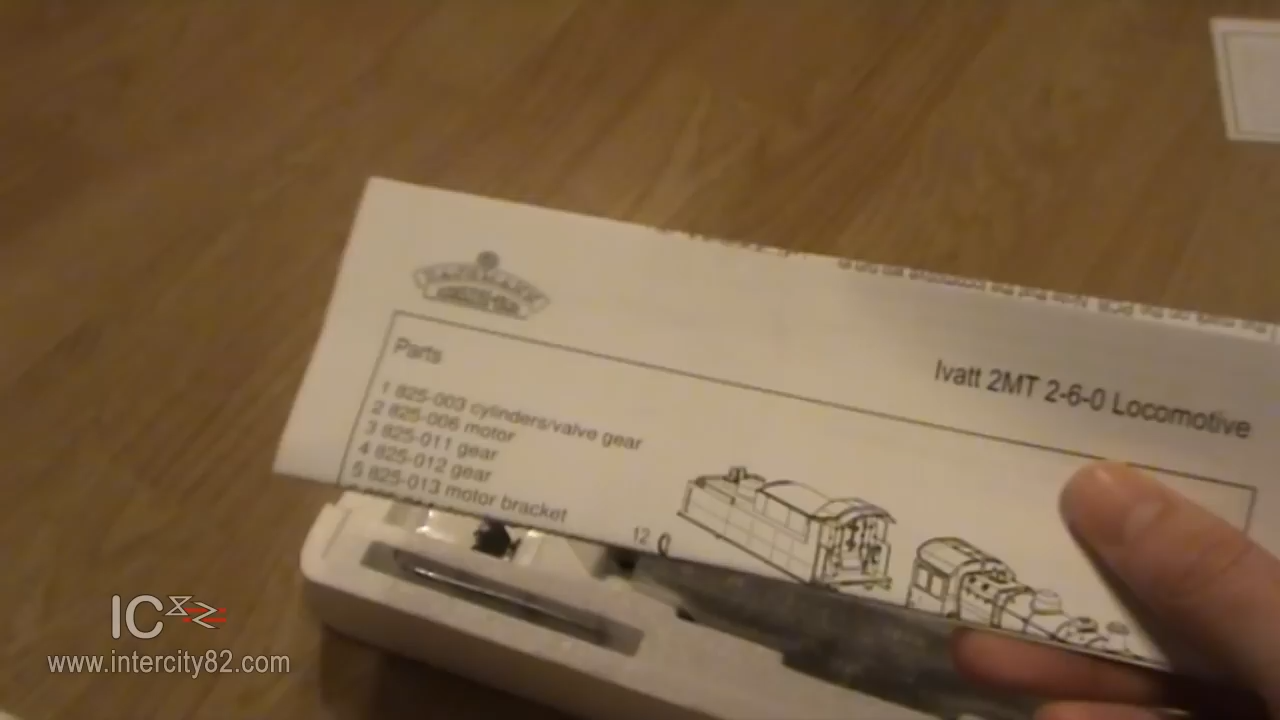 BACHMANN
Ivatt 2MT 2-6-0 Locomotive
Parts
1 825-003 cylinders/valve gear
2 825-006 motor
3 825-011 gear
4 825-012 gear
5 825-013 motor bracket
12
IC
www.intercity82.com